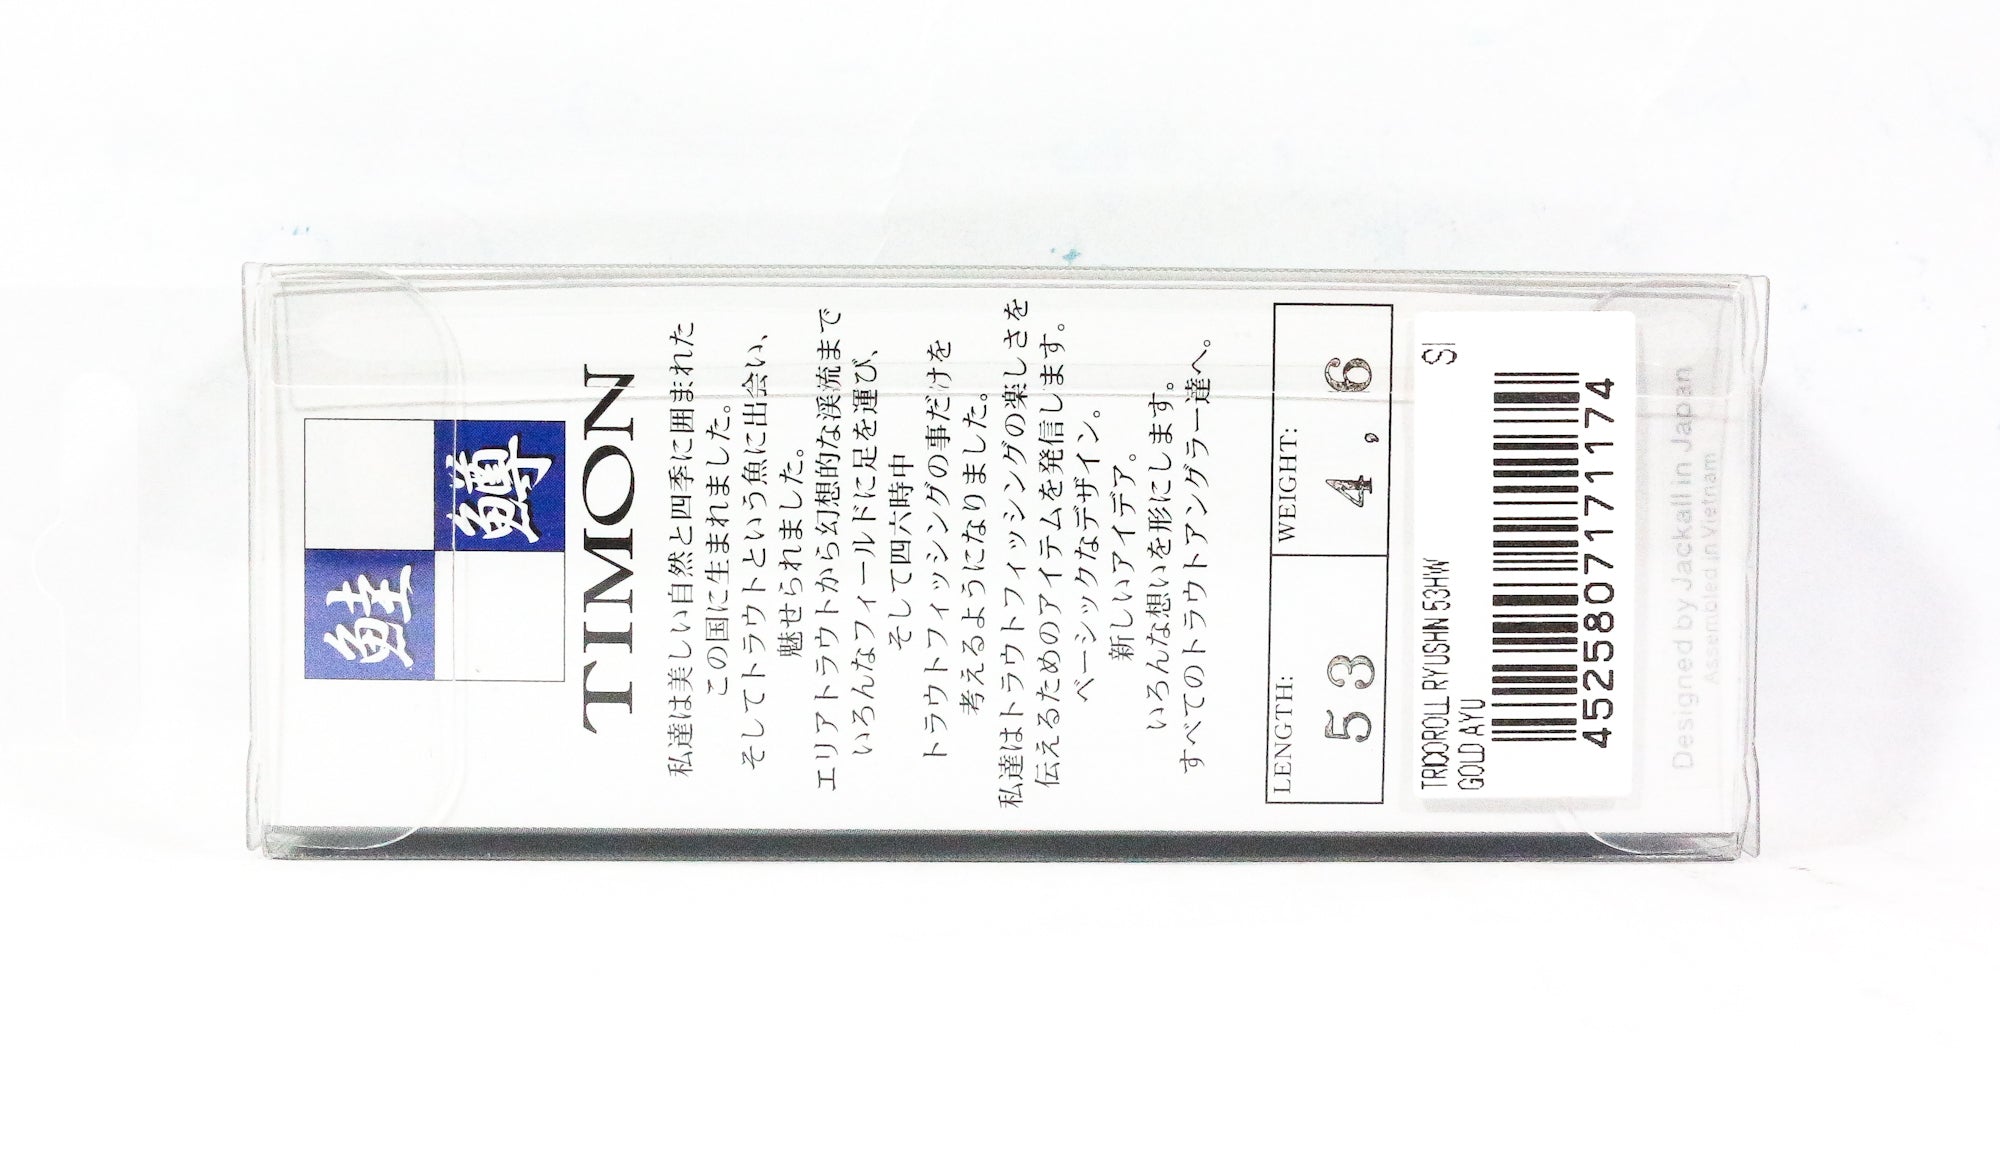 鮭
鱒
TIMON
私達は美しい自然と四季に囲まれた
この国に生まれました。
そしてトラウトという魚に出会い、
魅せられました。
エリアトラウトから幻想的な渓流まで
いろんなフィールドに足を運び、
そして四六時中
トラウトフィッシングの事だけを
考えるようになりました。
私達はトラウトフィッシングの楽しさを
伝えるためのアイテムを発信します。
ベーシックなデザイン。
新しいアイデア。
いろんな想いを形にします。
すべてのトラウトアングラー達へ。
LENGTH: WEIGHT:
53 4,6
TRICOROLL RYUSHIN 53HW SI
GOLD AYU
4525807171174
Designed by Jackall in Japan
Assembled in Vietnam